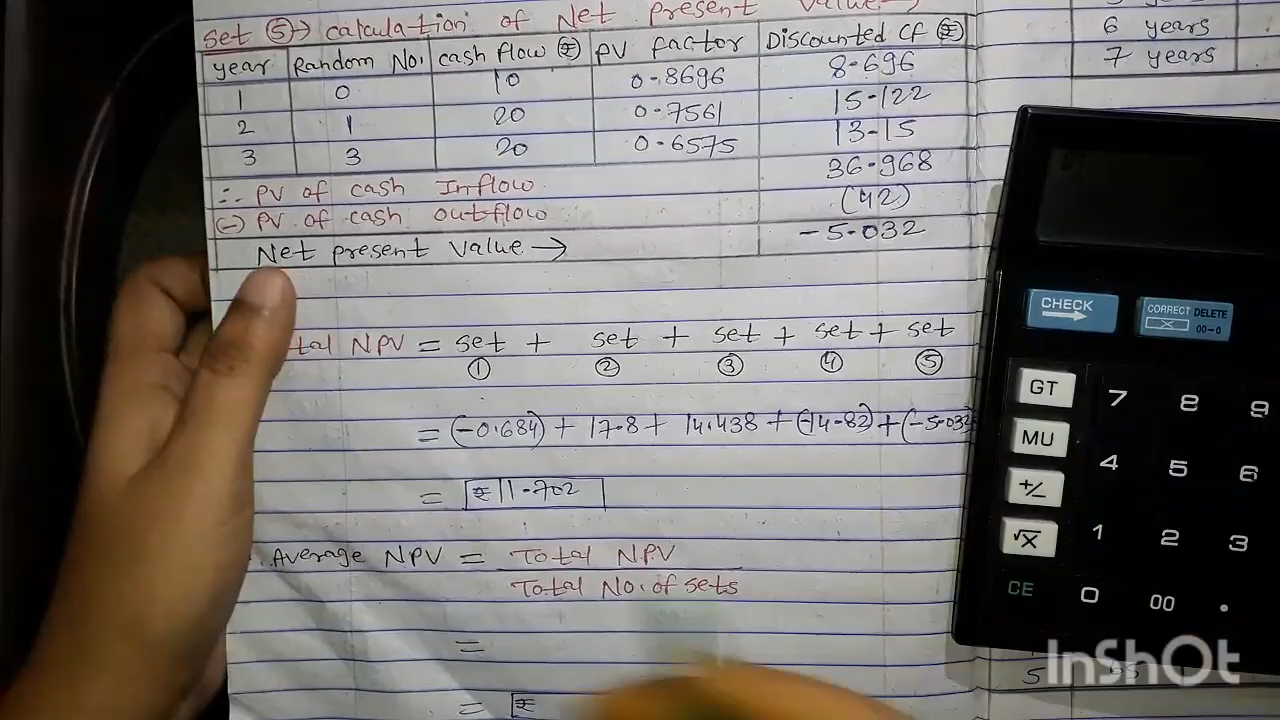 Set ⑤→ calculation of Net Present Value→
year Random No. cash flow (₹) PV factor Discounted CF (₹)
1 0 10 0.8696 8.696
2 1 20 0.7561 15.122
3 3 20 0.6575 13.15
∴ PV of cash Inflow 36.968
(-) PV of cash outflow (42)
Net present value → -5.032
tal NPV = set + set + set + set + set
① ② ③ ④ ⑤
= (-0.684) + 17.8 + 14.438 + (-14.82) + (-5.032
= ₹ 11.702
Average NPV = Total NPV
Total No. of sets
=
= ₹
6 years
7 years
CHECK
CORRECT DELETE
00→0
GT 7 8 9
MU 4 5 6
+/- 1 2 3
√X
CE 0 00 .
InShOt
5